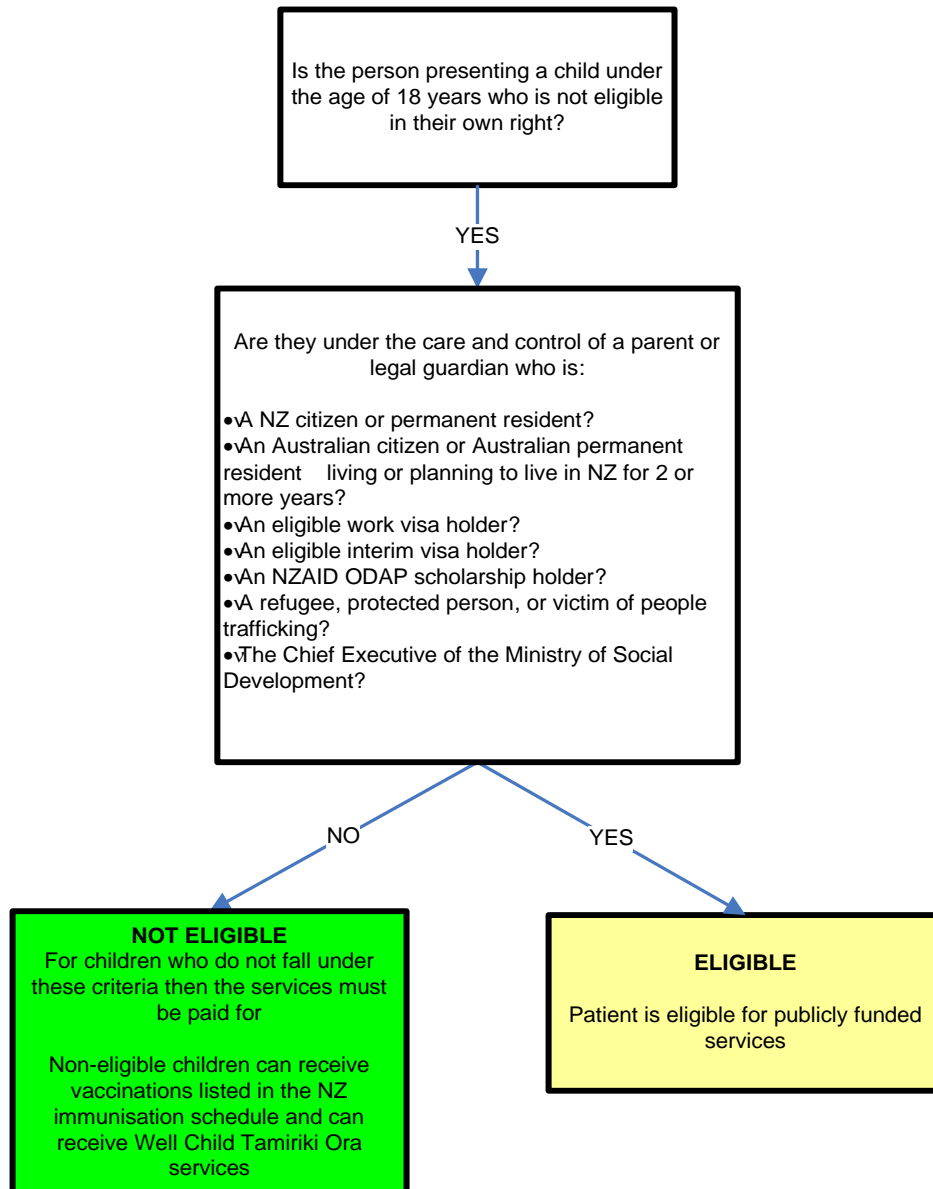 Is the person presenting a child under
the age of 18 years who is not eligible
in their own right?
YES
Are they under the care and control of a parent or
legal guardian who is:
•√A NZ citizen or permanent resident?
•√An Australian citizen or Australian permanent
resident living or planning to live in NZ for 2 or
more years?
•√An eligible work visa holder?
•√An eligible interim visa holder?
•√An NZAID ODAP scholarship holder?
•√A refugee, protected person, or victim of people
trafficking?
•√The Chief Executive of the Ministry of Social
Development?
NO
YES
NOT ELIGIBLE
For children who do not fall under
these criteria then the services must
be paid for
Non-eligible children can receive
vaccinations listed in the NZ
immunisation schedule and can
receive Well Child Tamiriki Ora
services
ELIGIBLE
Patient is eligible for publicly funded
services